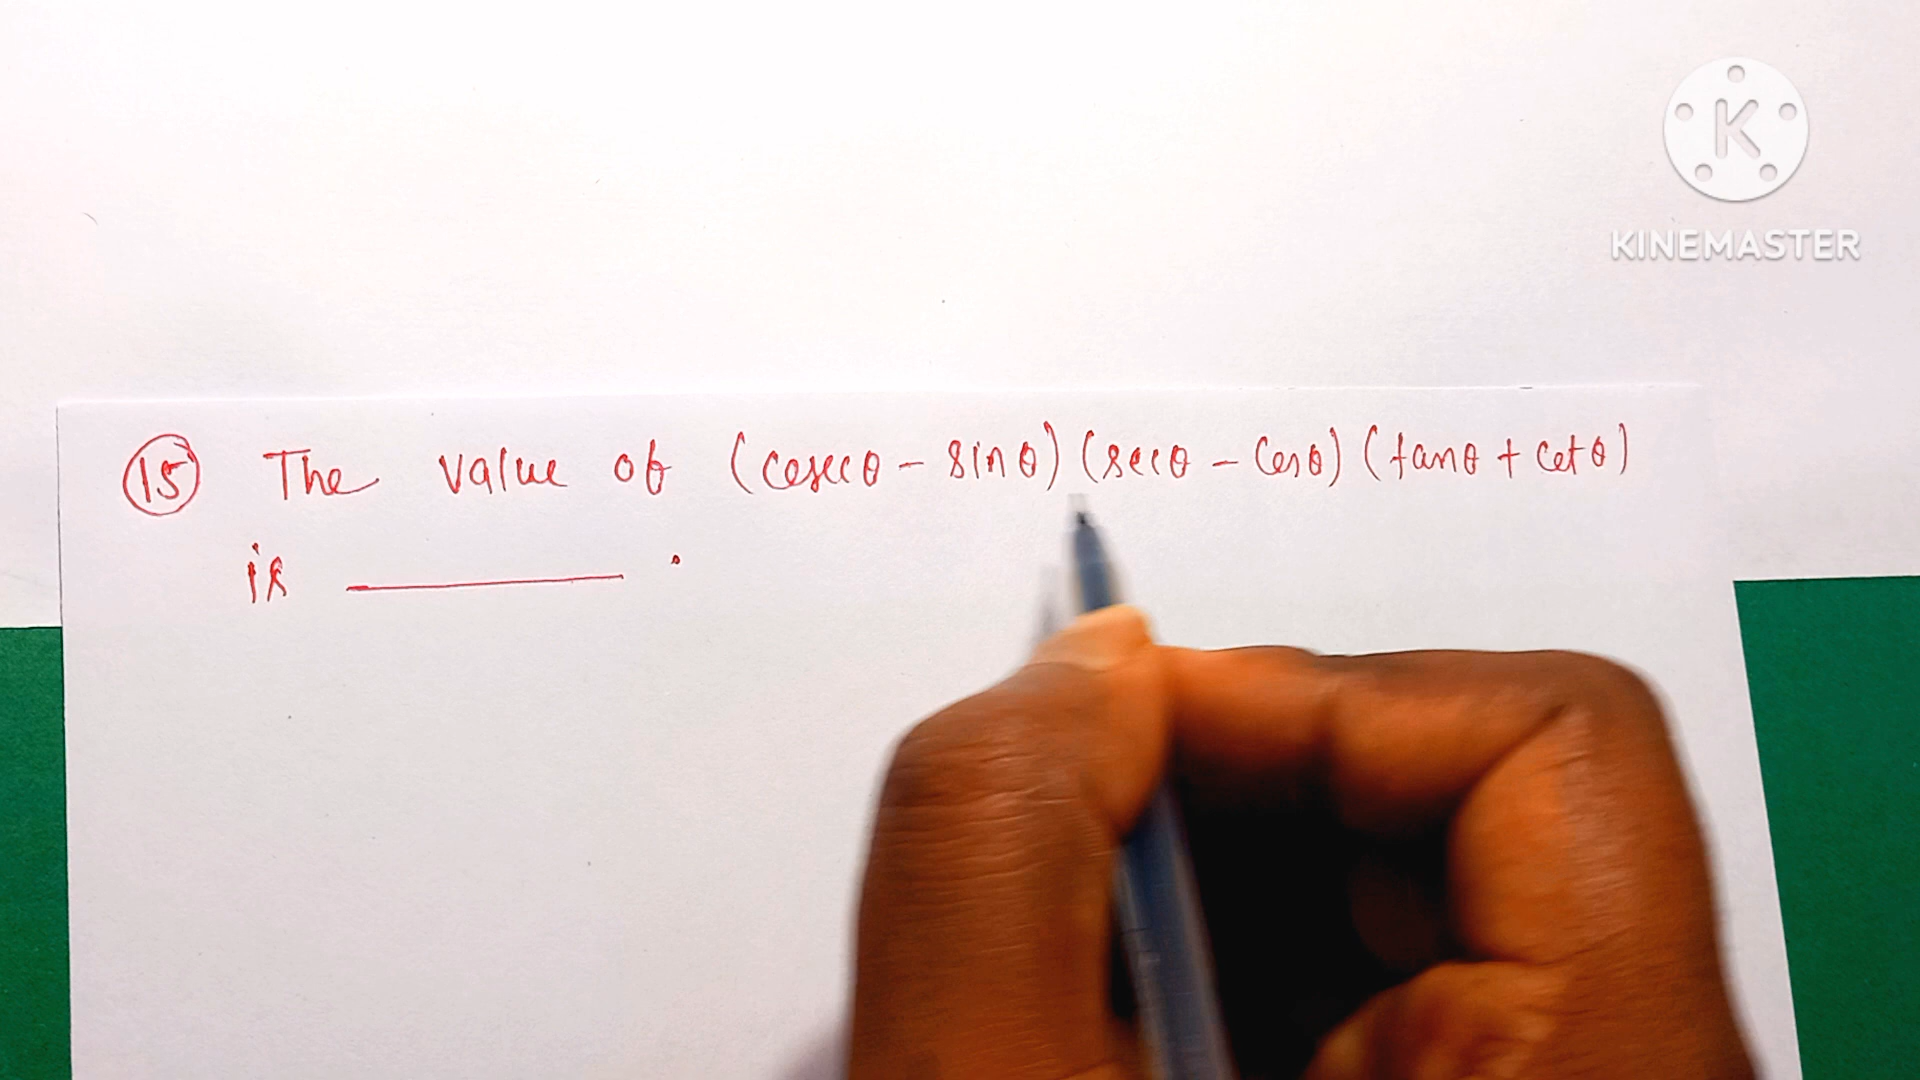 K
KINEMASTER
15 The value of (cosecθ - sinθ) (secθ - cosθ) (tanθ + cotθ)
is ________ .